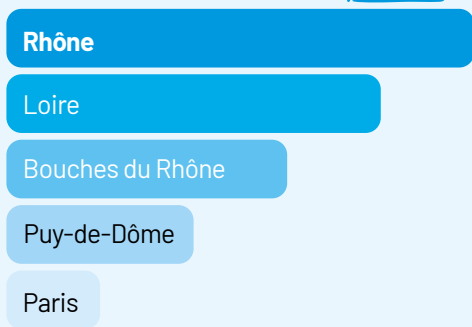 Rhône
Loire
Bouches du Rhône
Puy-de-Dôme
Paris